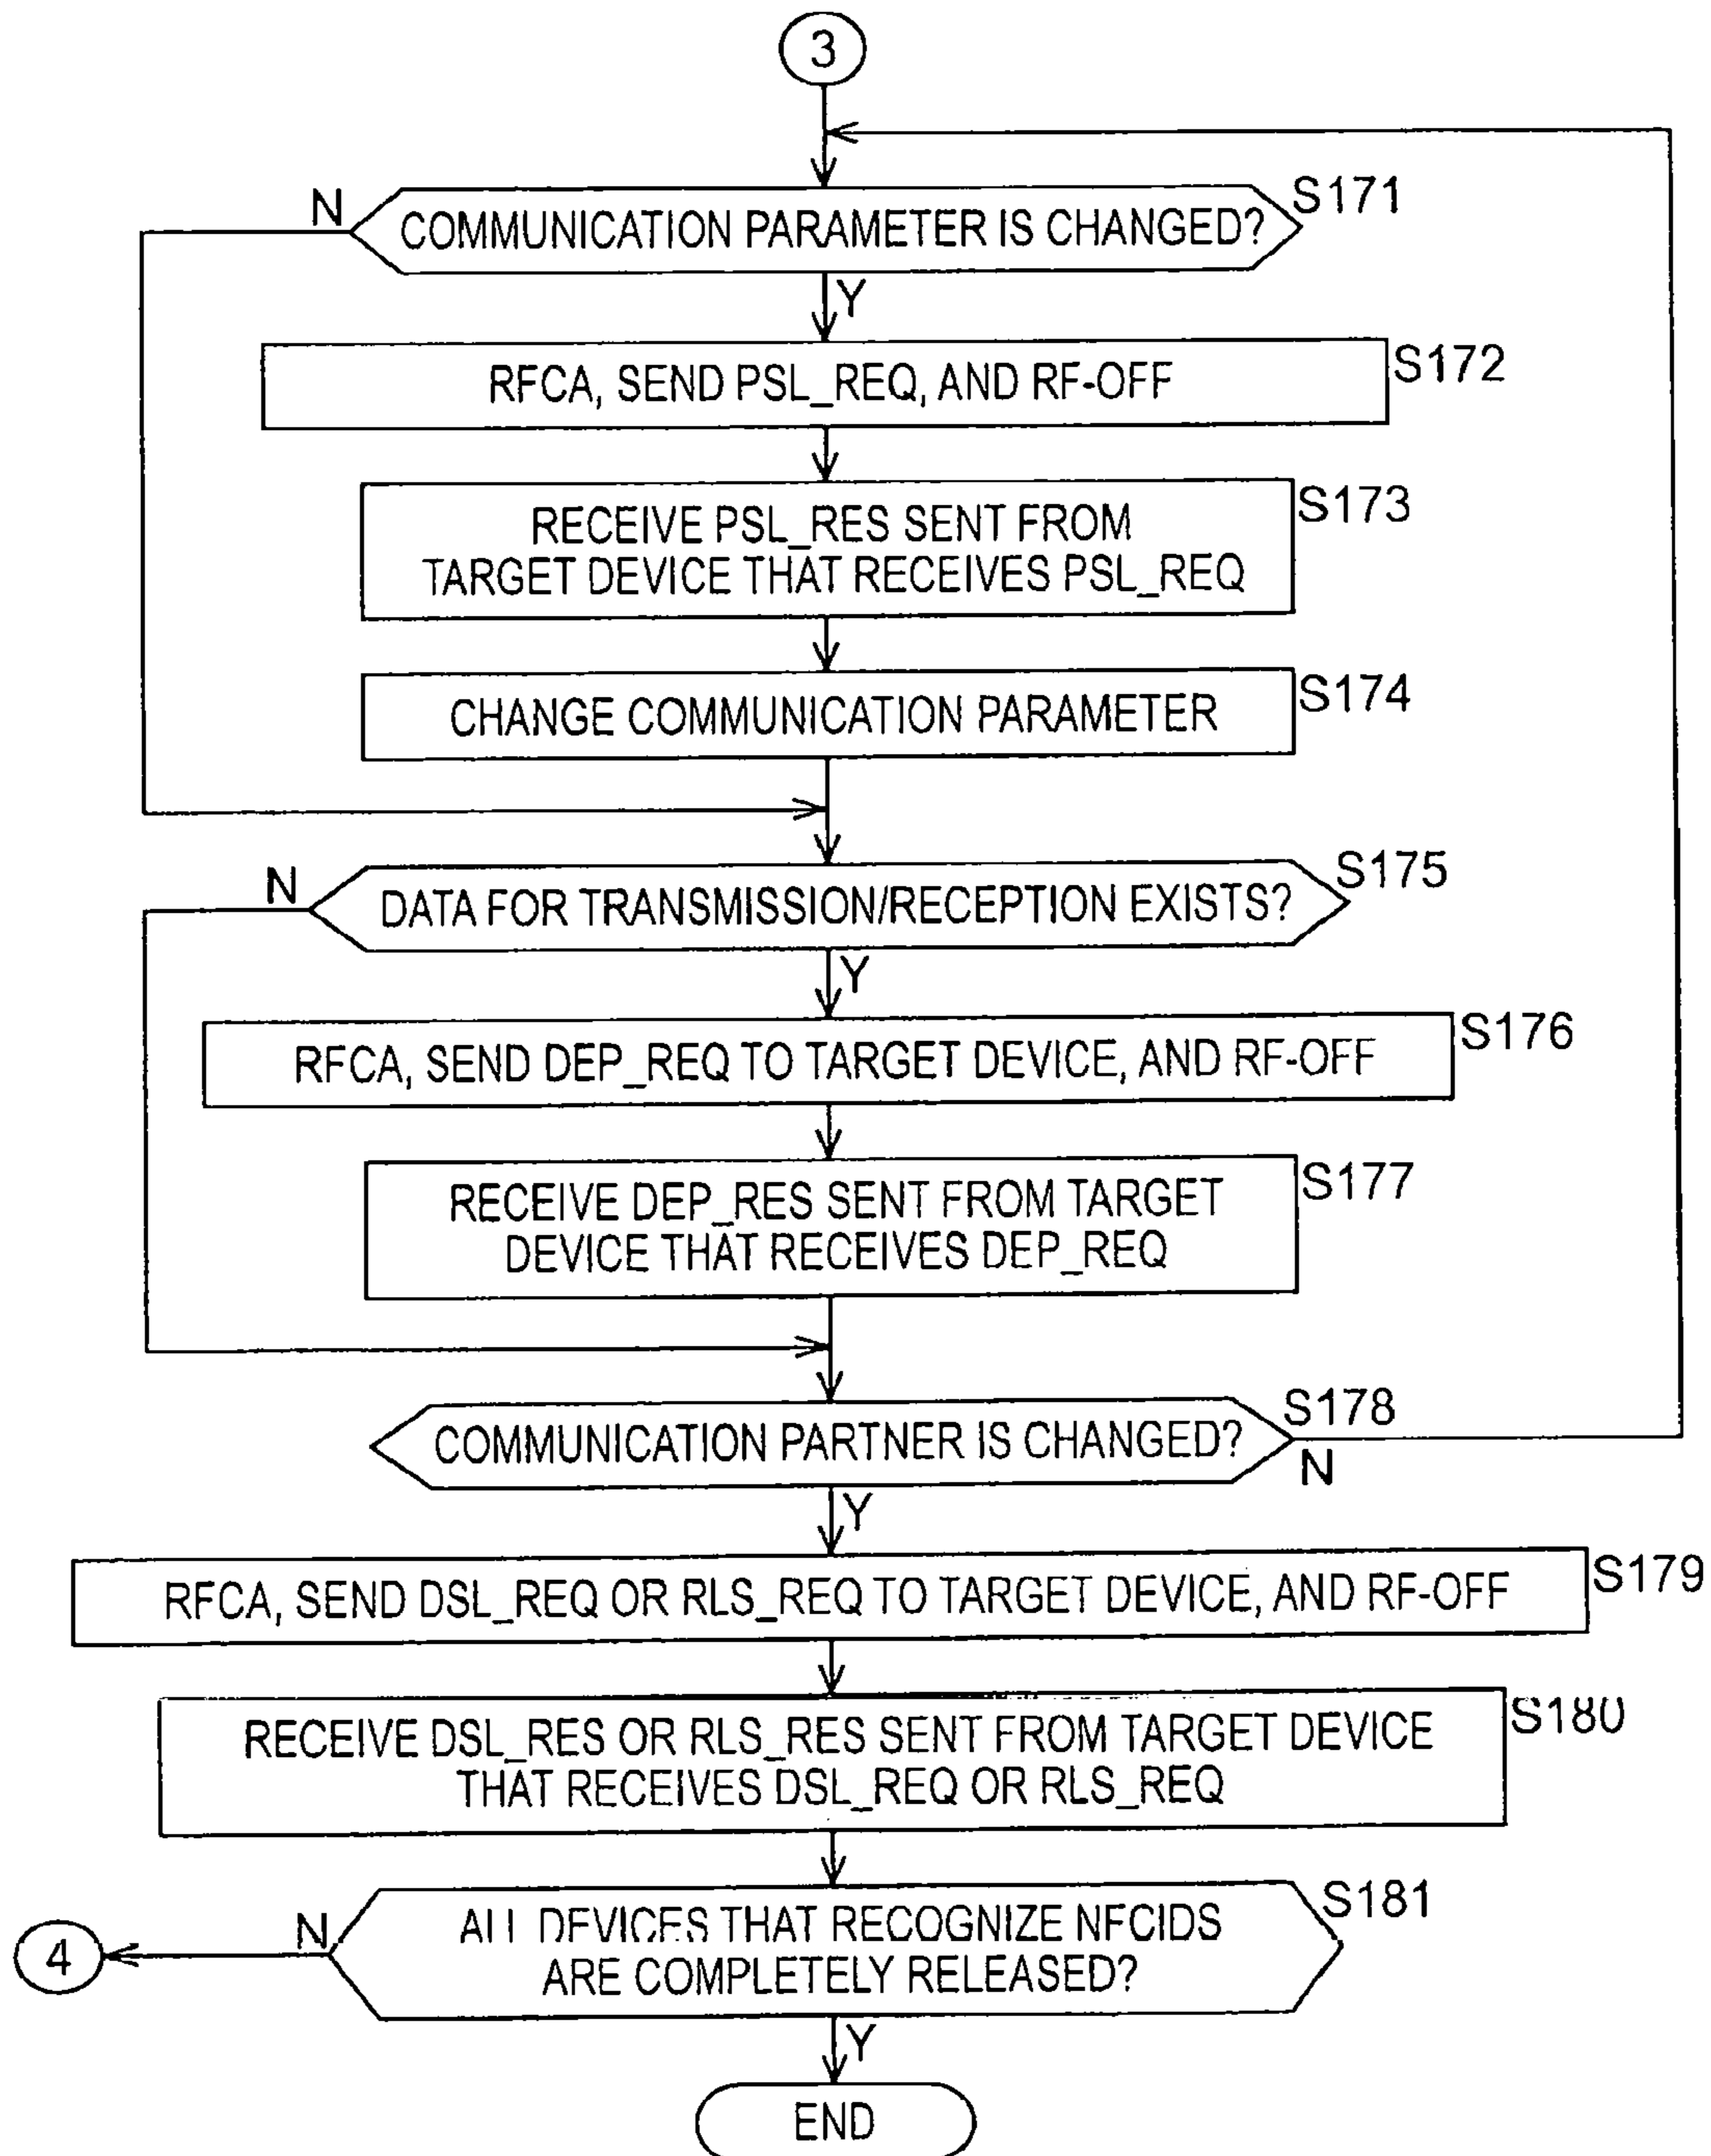 3
N
COMMUNICATION PARAMETER IS CHANGED?
S171
Y
RFCA, SEND PSL_REQ, AND RF-OFF
S172
RECEIVE PSL_RES SENT FROM
TARGET DEVICE THAT RECEIVES PSL_REQ
S173
CHANGE COMMUNICATION PARAMETER
S174
N
DATA FOR TRANSMISSION/RECEPTION EXISTS?
S175
Y
RFCA, SEND DEP_REQ TO TARGET DEVICE, AND RF-OFF
S176
RECEIVE DEP_RES SENT FROM TARGET
DEVICE THAT RECEIVES DEP_REQ
S177
COMMUNICATION PARTNER IS CHANGED?
S178
N
Y
RFCA, SEND DSL_REQ OR RLS_REQ TO TARGET DEVICE, AND RF-OFF
S179
RECEIVE DSL_RES OR RLS_RES SENT FROM TARGET DEVICE
THAT RECEIVES DSL_REQ OR RLS_REQ
S180
4
N
ALL DEVICES THAT RECOGNIZE NFCIDS
ARE COMPLETELY RELEASED?
S181
Y
END